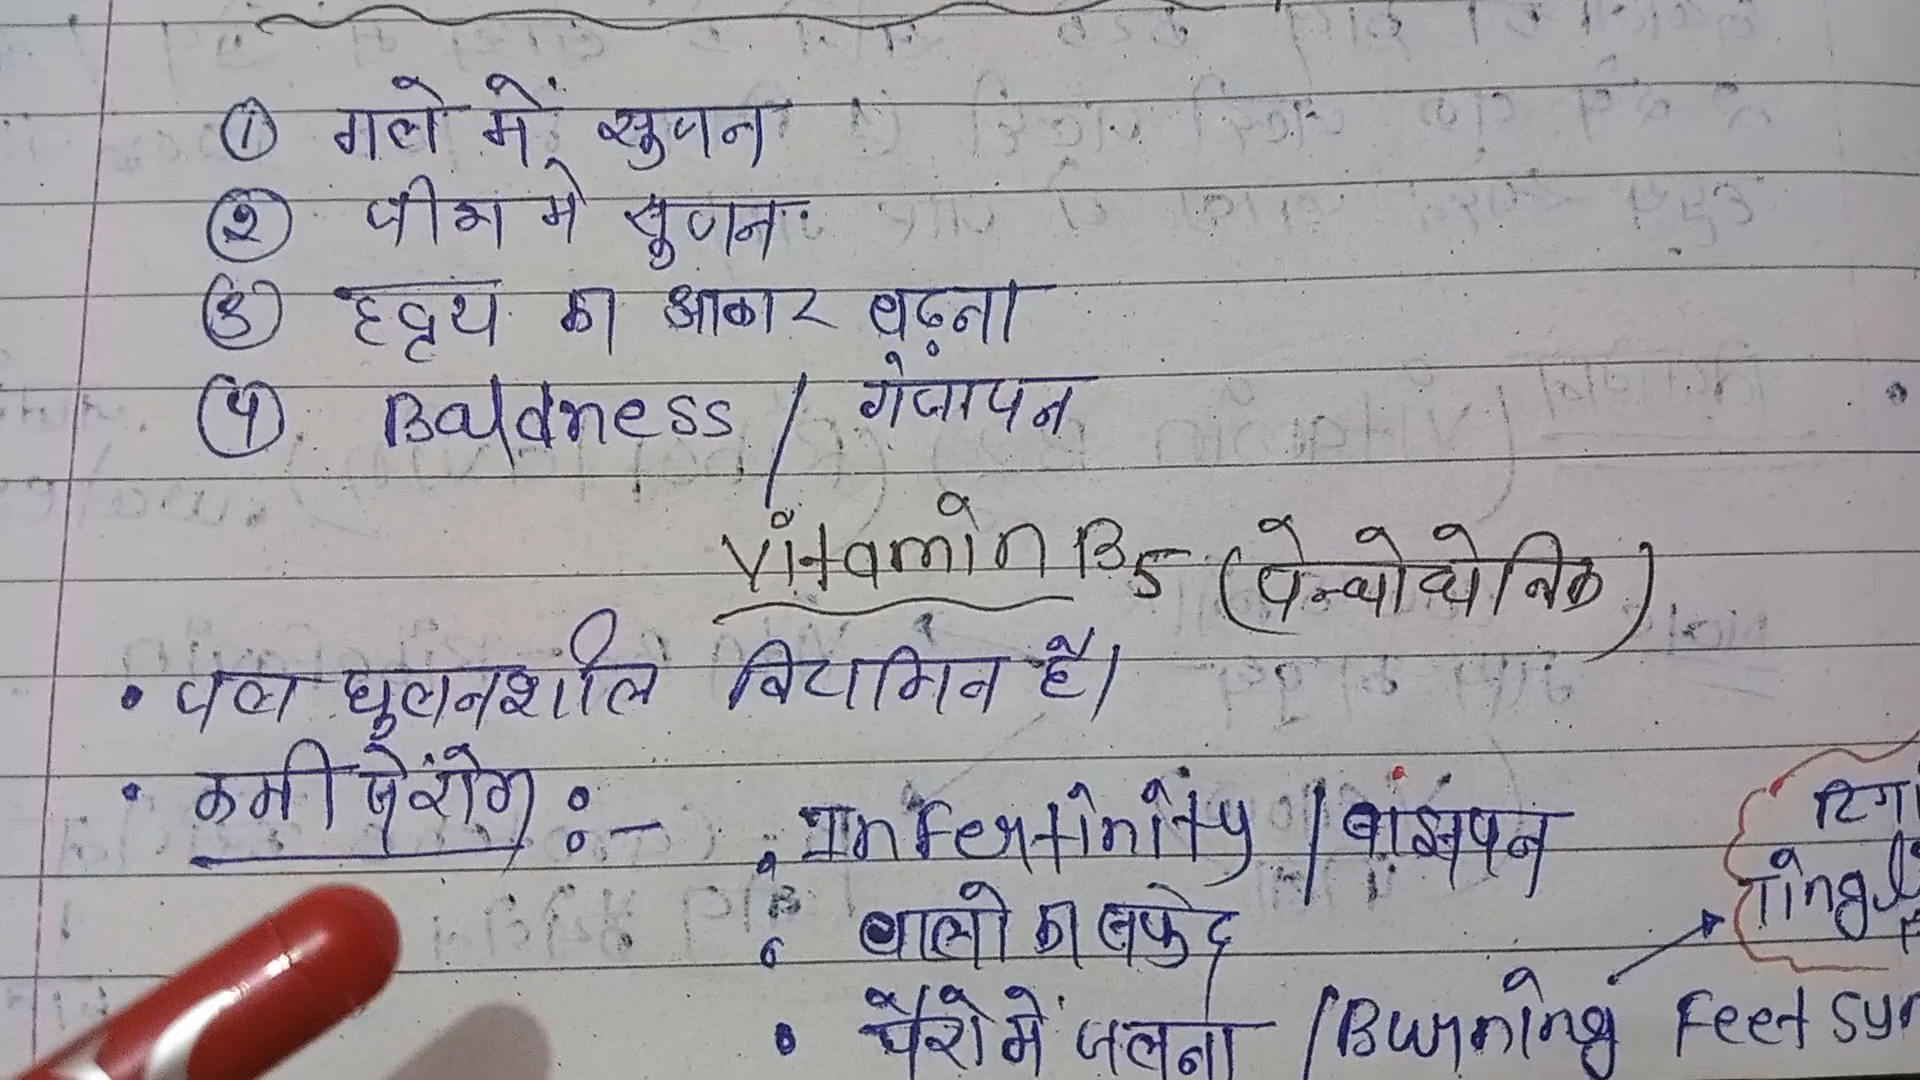 ① गले में सुजन
② जीभ मे सुजन
③ हृदय का आकार बढ़ना
④ Baldness / गंजापन
Vitamin B5 (पेन्थोथेनिक)
• जल घुलनशील विटामिन है।
• कमी से रोग :-
• Infertinity / बांझपन
• बालो का सफेद
• पैरो मे जलना / Burning Feet Syn
टिग
Tingl